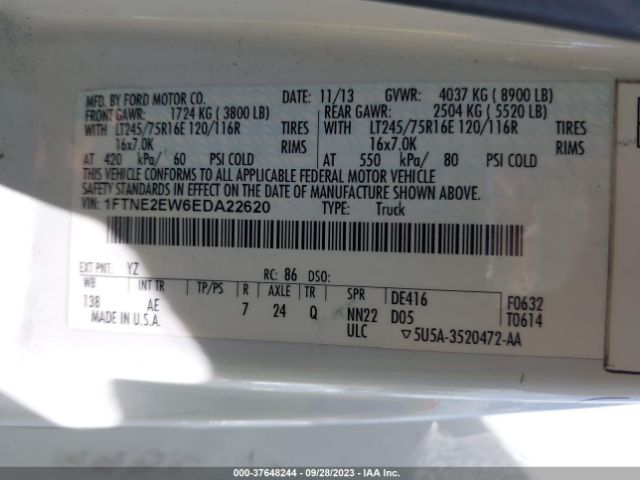 MFD. BY FORD MOTOR CO. DATE: 11/13 GVWR: 4037 KG ( 8900 LB)
FRONT GAWR: 1724 KG ( 3800 LB) REAR GAWR: 2504 KG ( 5520 LB)
WITH LT245/75R16E 120/116R TIRES WITH LT245/75R16E 120/116R TIRES
16x7.0K RIMS 16x7.0K RIMS
AT 420 kPa/ 60 PSI COLD AT 550 kPa/ 80 PSI COLD
THIS VEHICLE CONFORMS TO ALL APPLICABLE FEDERAL MOTOR VEHICLE
SAFETY STANDARDS IN EFFECT ON THE DATE OF MANUFACTURE SHOWN ABOVE.
VIN: 1FTNE2EW6EDA22620 TYPE: Truck
EXT PNT: YZ RC: 86 DSO:
WB INT TR TP/PS R AXLE TR SPR DE416 F0632
138 AE 7 24 Q NN22 D05 T0614
MADE IN U.S.A. ULC ▽5U5A-3520472-AA
000-37648244 - 09/28/2023 - IAA Inc.